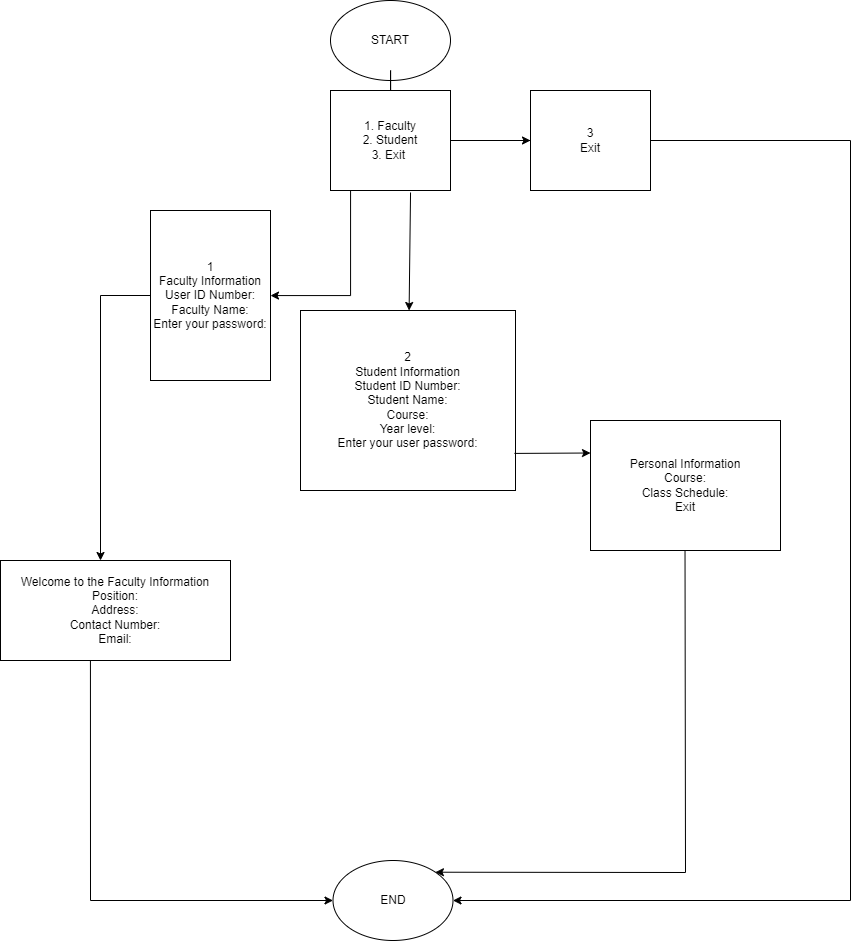 START
1. Faculty
2. Student
3. Exit
3
Exit
1
Faculty Information
User ID Number:
Faculty Name:
Enter your password:
2
Student Information
Student ID Number:
Student Name:
Course:
Year level:
Enter your user password:
Personal Information
Course:
Class Schedule:
Exit
Welcome to the Faculty Information
Position:
Address:
Contact Number:
Email:
END